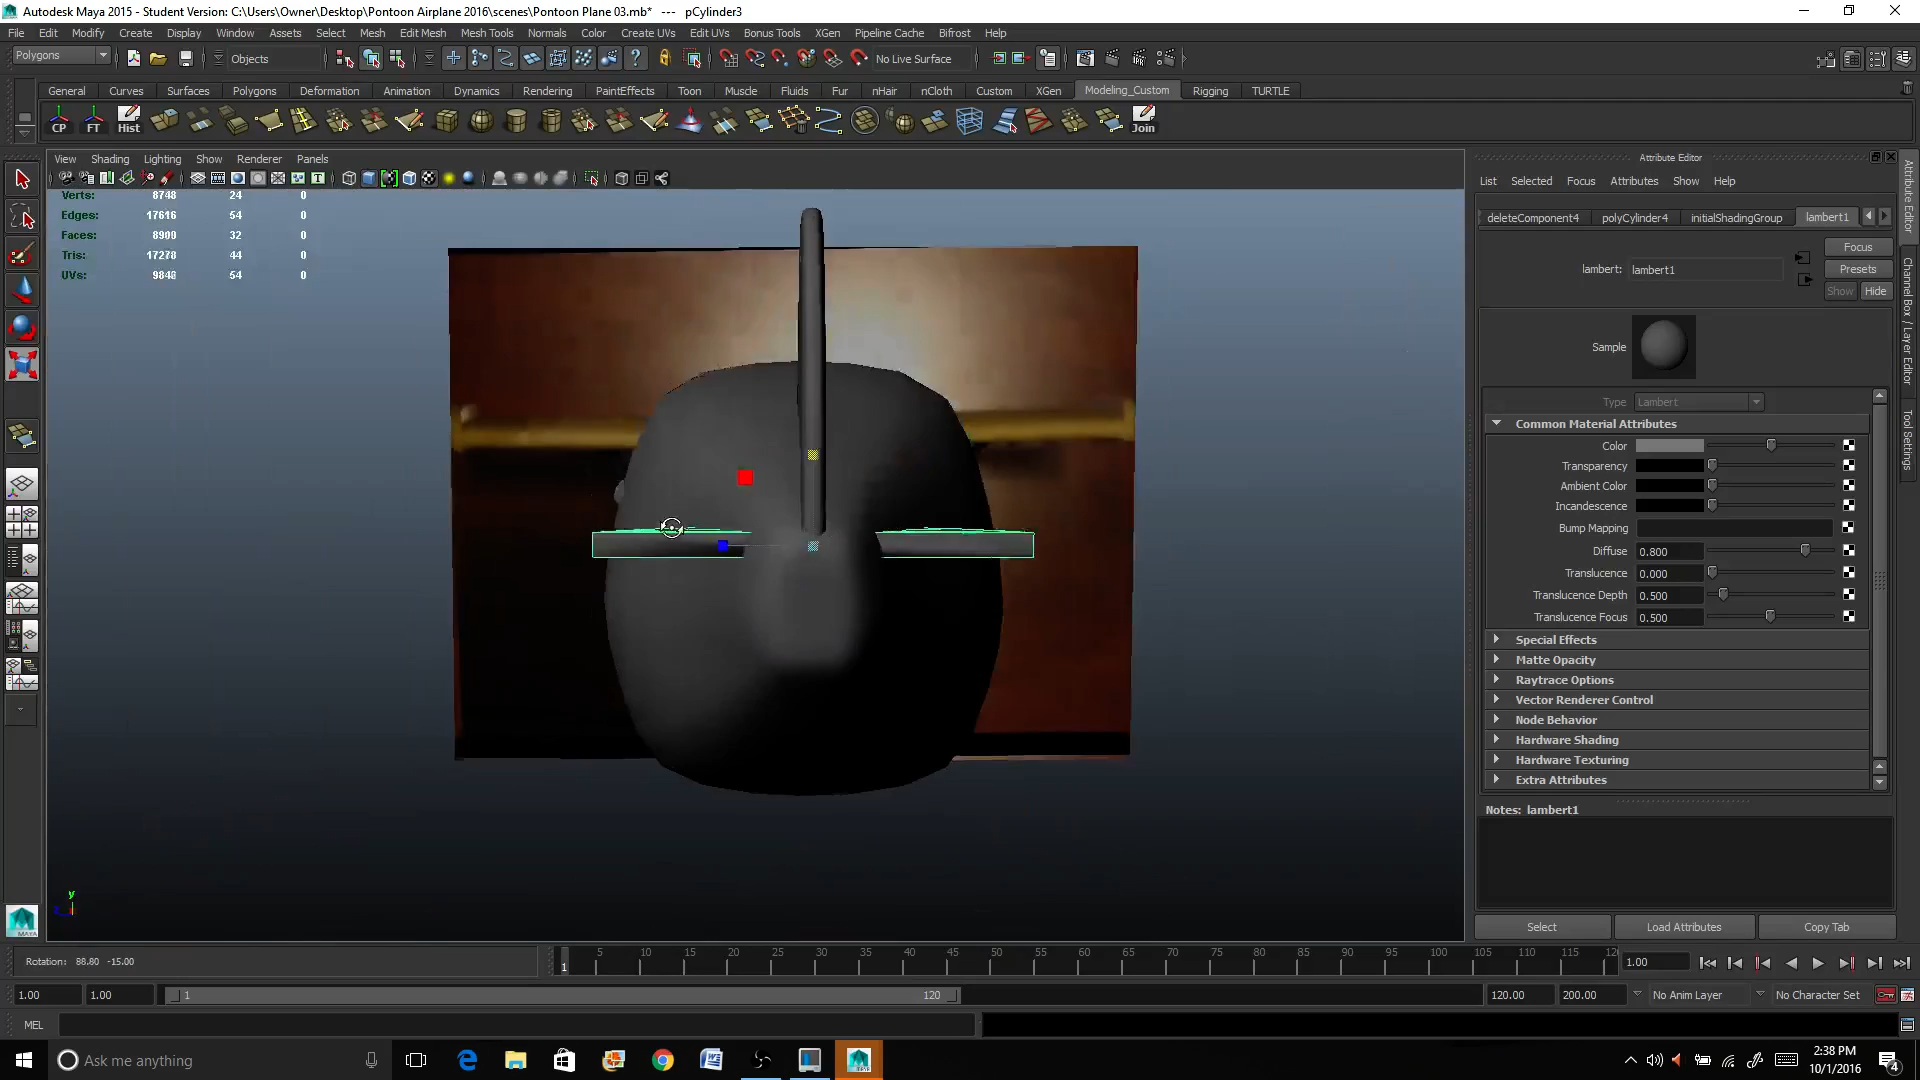 Autodesk Maya 2015 - Student Version: C:\Users\Owner\Desktop\Pontoon Airplane 2016\scenes\Pontoon Plane 03.mb*   ---   pCylinder3
File Edit Modify Create Display Window Assets Select Mesh Edit Mesh Mesh Tools Normals Color Create UVs Edit UVs Bonus Tools XGen Pipeline Cache Bifrost Help
Polygons Objects No Live Surface
General Curves Surfaces Polygons Deformation Animation Dynamics Rendering PaintEffects Toon Muscle Fluids Fur nHair nCloth Custom XGen Modeling_Custom Rigging TURTLE
CP FT Hist Join
View Shading Lighting Show Renderer Panels
Verts: 8748 24 0
Edges: 17616 54 0
Faces: 8900 32 0
Tris: 17278 44 0
UVs: 9848 54 0
y
Attribute Editor
List Selected Focus Attributes Show Help
deleteComponent4 polyCylinder4 initialShadingGroup lambert1
Focus
lambert: lambert1 Presets
Show Hide
Sample
Type Lambert
Common Material Attributes
Color
Transparency
Ambient Color
Incandescence
Bump Mapping
Diffuse 0.800
Translucence 0.000
Translucence Depth 0.500
Translucence Focus 0.500
Special Effects
Matte Opacity
Raytrace Options
Vector Renderer Control
Node Behavior
Hardware Shading
Hardware Texturing
Extra Attributes
Notes: lambert1
Select Load Attributes Copy Tab
Attribute Editor
Channel Box / Layer Editor
Tool Settings
MAYA
Rotation: 88.80 -15.00
1 5 10 15 20 25 30 35 40 45 50 55 60 65 70 75 80 85 90 95 100 105 110 115 12 1.00
1.00 1.00 1 120 120.00 200.00 No Anim Layer No Character Set
MEL
Ask me anything
2:38 PM
10/1/2016
4